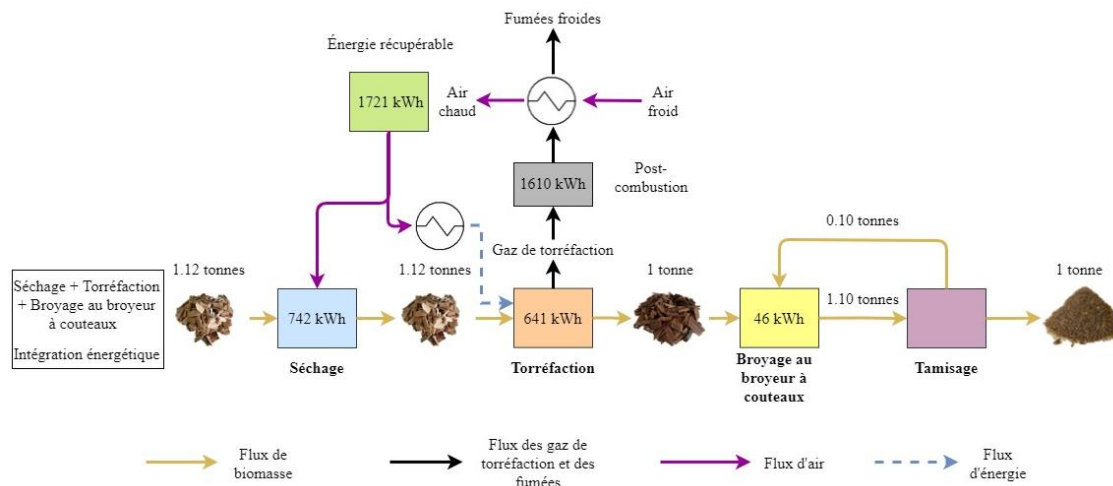 Fumées froides
Énergie récupérable
1721 kWh
Air
chaud
Air
froid
1610 kWh
Post-
combustion
Gaz de torréfaction
0.10 tonnes
Séchage + Torréfaction
+ Broyage au broyeur
à couteaux
Intégration énergétique
1.12 tonnes
742 kWh
Séchage
1.12 tonnes
641 kWh
Torréfaction
1 tonne
46 kWh
Broyage au
broyeur à
couteaux
1.10 tonnes
Tamisage
1 tonne
Flux de
biomasse
Flux des gaz de
torréfaction et des
fumées
Flux d'air
Flux
d'énergie